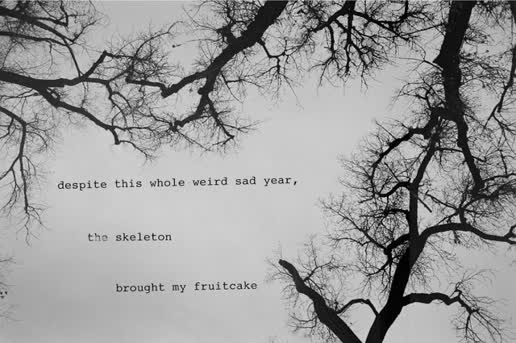 despite this whole weird sad year,
the skeleton
brought my fruitcake